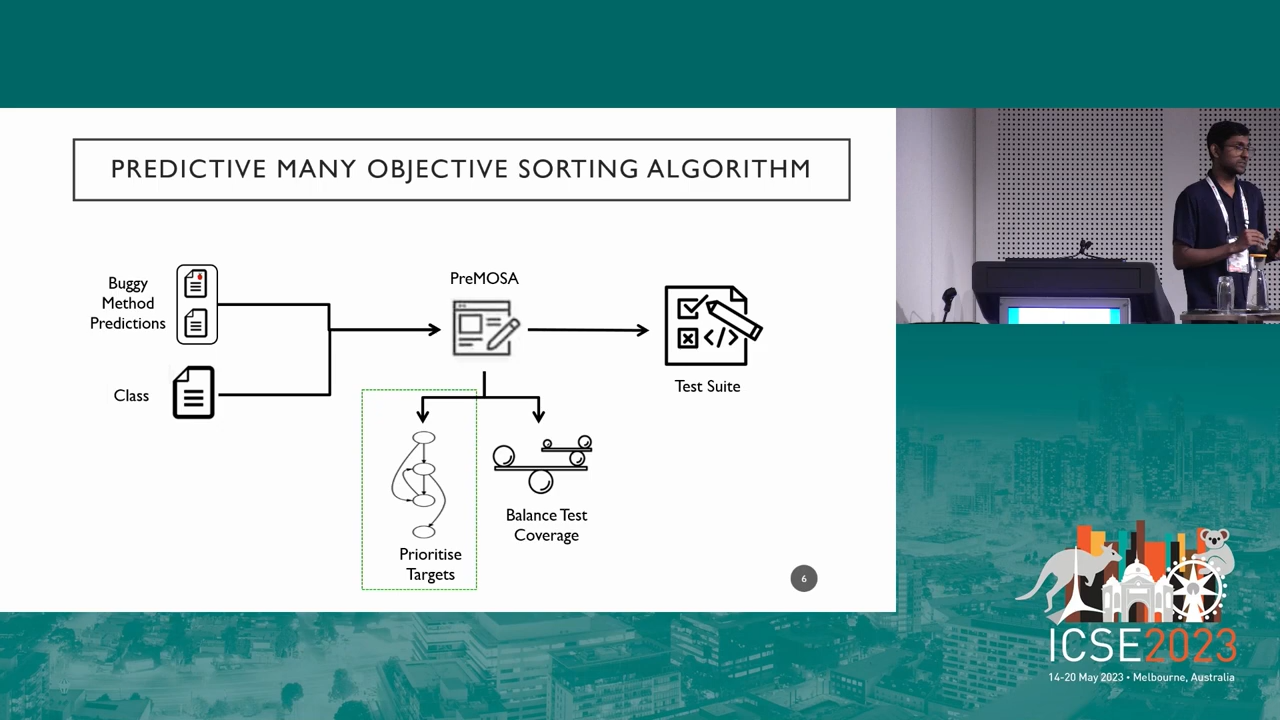 PREDICTIVE MANY OBJECTIVE SORTING ALGORITHM
Buggy
Method
Predictions
Class
PreMOSA
Test Suite
Prioritise
Targets
Balance Test
Coverage
6
ICSE2023
14-20 May 2023 • Melbourne, Australia